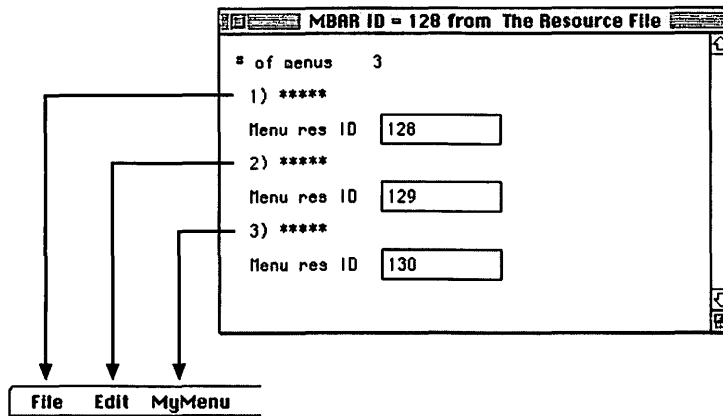 MBAR ID = 128 from The Resource File
# of menus 3
1) *****
Menu res ID 128
2) *****
Menu res ID 129
3) *****
Menu res ID 130
File Edit MyMenu